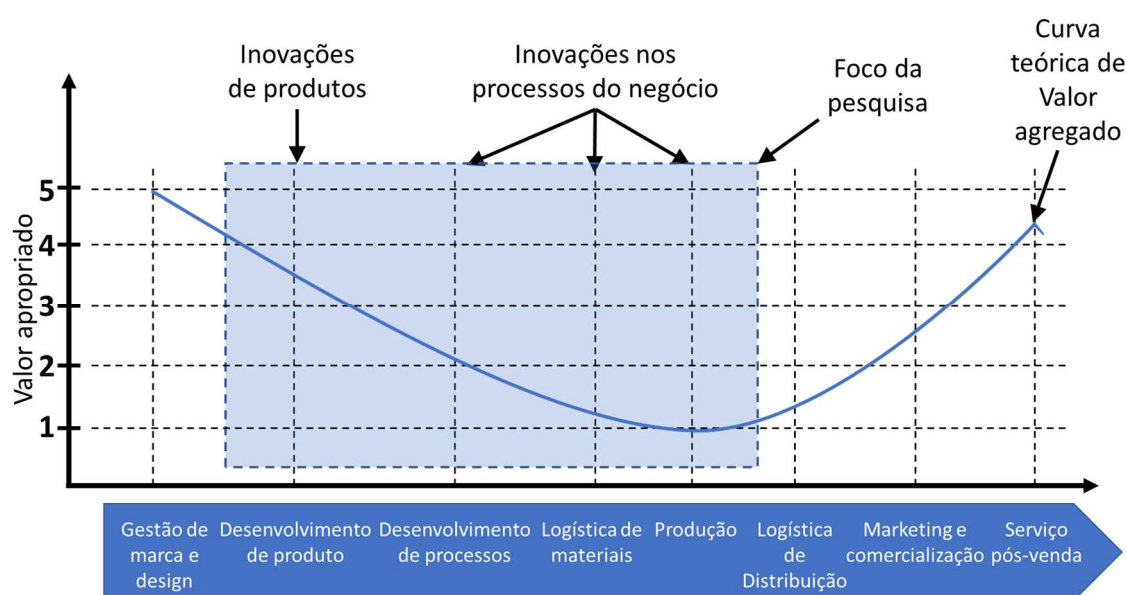 Inovações
de produtos
Inovações nos
processos do negócio
Foco da
pesquisa
Curva
teórica de
Valor
agregado
Valor apropriado
5
4
3
2
1
Gestão de
marca e
design
Desenvolvimento
de produto
Desenvolvimento
de processos
Logística de
materiais
Produção
Logística
de
Distribuição
Marketing e
comercialização
Serviço
pós-venda